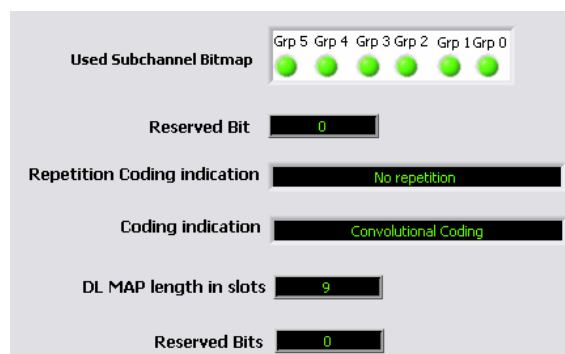 Grp 5 Grp 4 Grp 3 Grp 2 Grp 1 Grp 0
Used Subchannel Bitmap
Reserved Bit 0
Repetition Coding indication No repetition
Coding indication Convolutional Coding
DL MAP length in slots 9
Reserved Bits 0